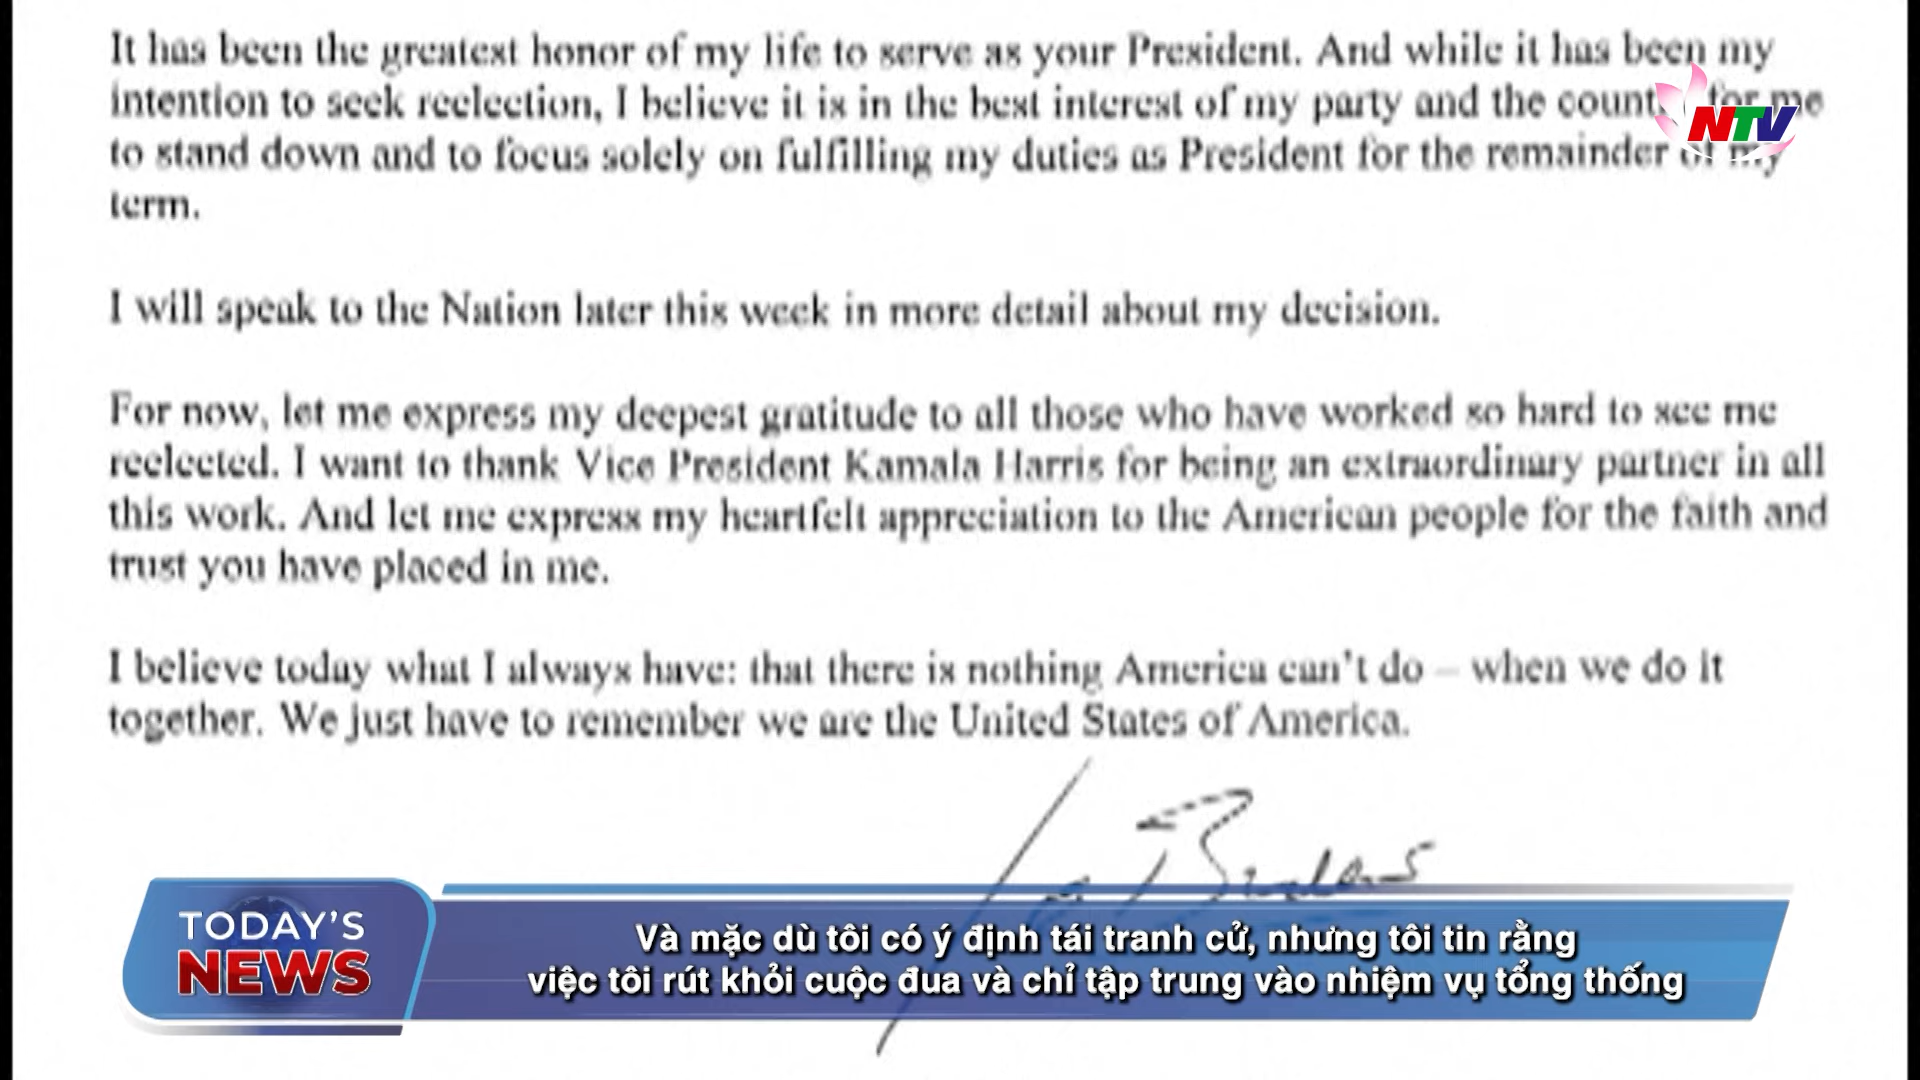 It has been the greatest honor of my life to serve as your President. And while it has been my
intention to seek reelection, I believe it is in the best interest of my party and the country for me
to stand down and to focus solely on fulfilling my duties as President for the remainder of my
term.
I will speak to the Nation later this week in more detail about my decision.
For now, let me express my deepest gratitude to all those who have worked so hard to see me
reelected. I want to thank Vice President Kamala Harris for being an extraordinary partner in all
this work. And let me express my heartfelt appreciation to the American people for the faith and
trust you have placed in me.
I believe today what I always have: that there is nothing America can't do – when we do it
together. We just have to remember we are the United States of America.
NTV
TODAY'S
NEWS
Và mặc dù tôi có ý định tái tranh cử, nhưng tôi tin rằng
việc tôi rút khỏi cuộc đua và chỉ tập trung vào nhiệm vụ tổng thống